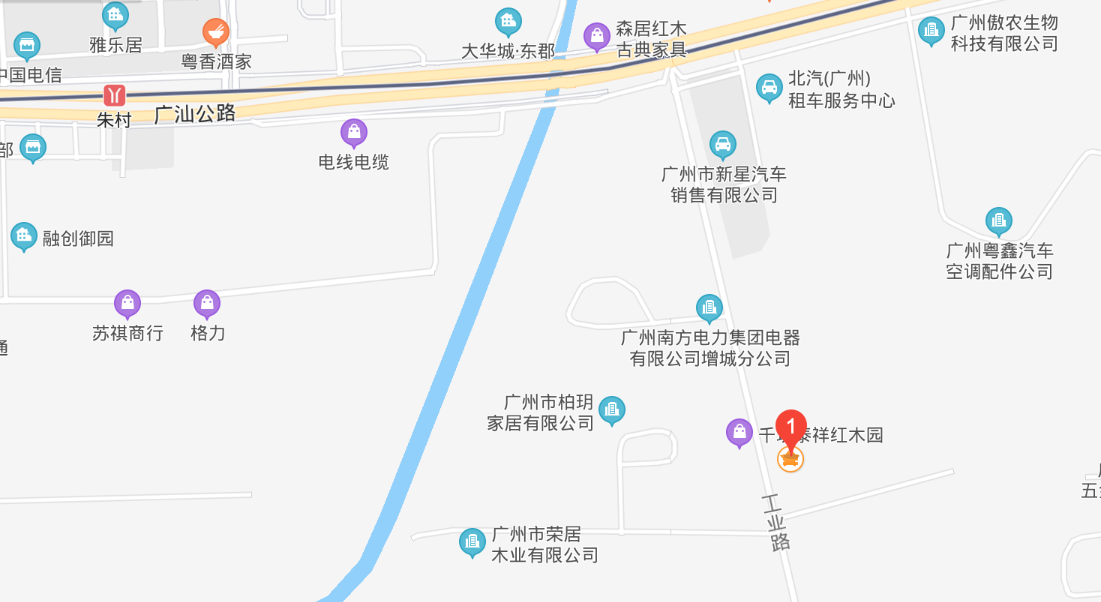 广州傲农生物
科技有限公司
雅乐居
森居红木
古典家具
大华城·东郡
粤香酒家
中国电信
北汽(广州)
租车服务中心
广汕公路
朱村
部
电线电缆
广州市新星汽车
销售有限公司
融创御园
广州粤鑫汽车
空调配件公司
苏祺商行
格力
广州南方电力集团电器
有限公司增城分公司
通
广州市柏玥
家居有限公司
1
千
泰祥红木园
工业路
广州市荣居
木业有限公司